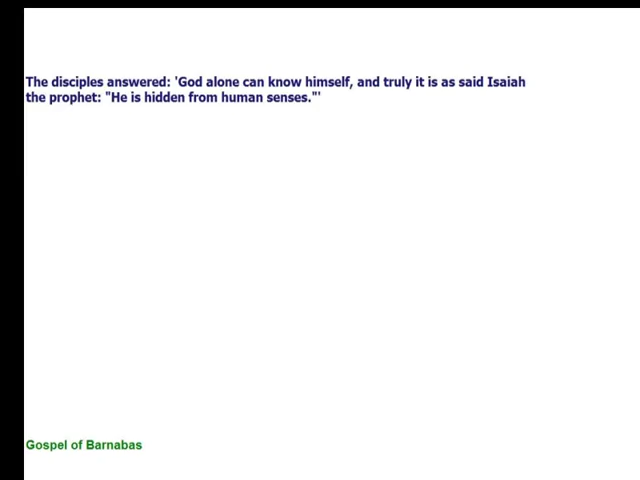 The disciples answered: 'God alone can know himself, and truly it is as said Isaiah
the prophet: "He is hidden from human senses."'
Gospel of Barnabas